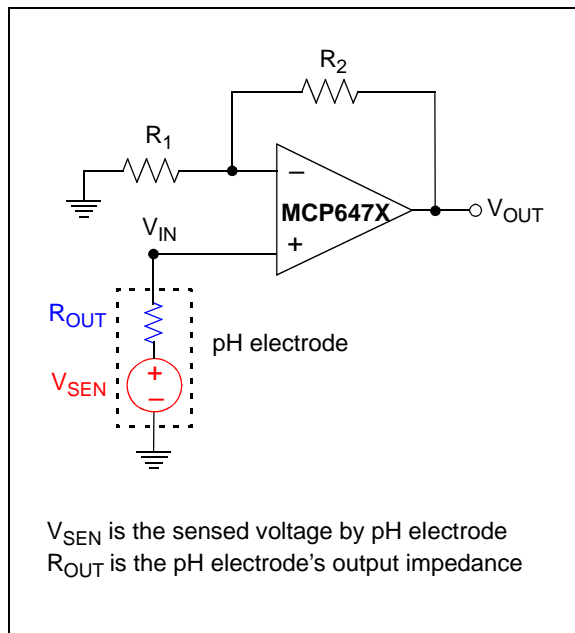 R2
R1
−
MCP647X
VOUT
VIN
+
ROUT
pH electrode
+
VSEN
−
VSEN is the sensed voltage by pH electrode
ROUT is the pH electrode's output impedance